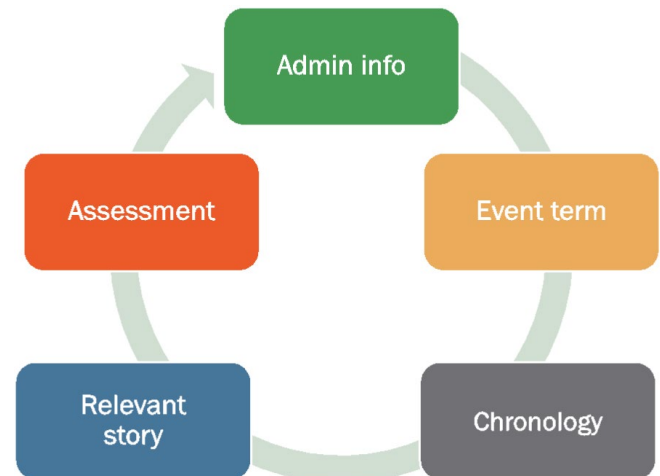 Admin info
Event term
Chronology
Relevant
story
Assessment